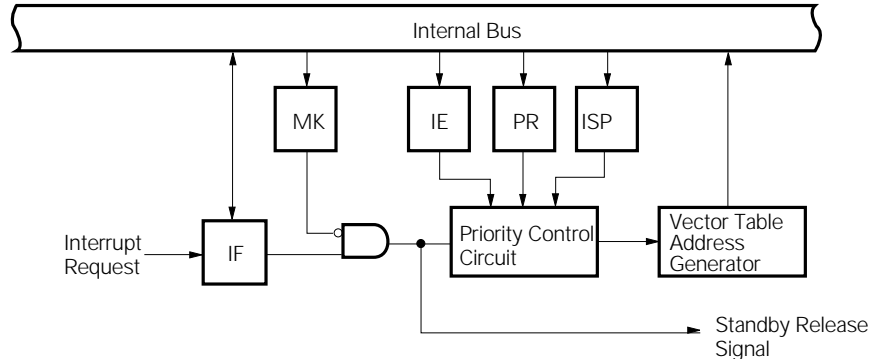 Internal Bus
MK
IE
PR
ISP
Interrupt
Request
IF
Priority Control
Circuit
Vector Table
Address
Generator
Standby Release
Signal